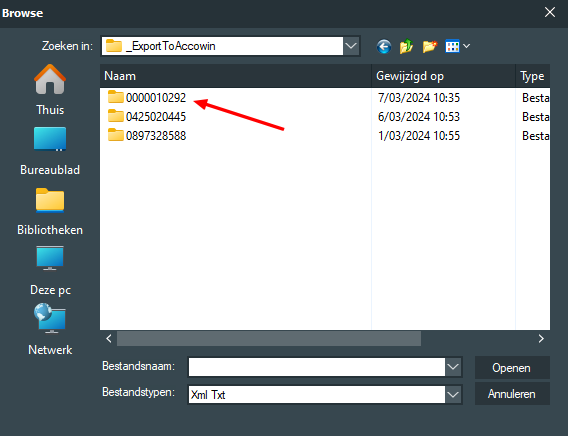 Browse
Zoeken in: _ExportToAccowin
Naam Gewijzigd op Type
0000010292 7/03/2024 10:35 Besta
0425020445 6/03/2024 10:53 Besta
0897328588 1/03/2024 10:55 Besta
Thuis
Bureaublad
Bibliotheken
Deze pc
Netwerk
Bestandsnaam: Openen
Bestandstypen: Xml Txt Annuleren